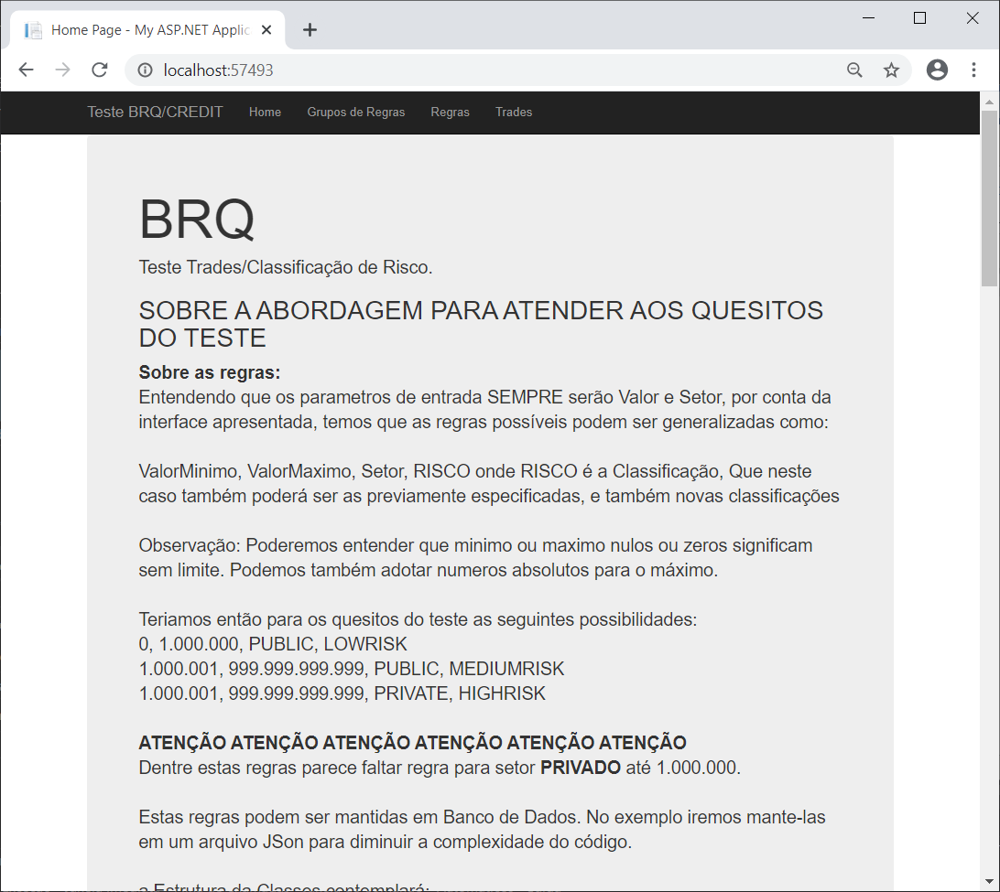 Home Page - My ASP.NET Applic
localhost:57493
Teste BRQ/CREDIT Home Grupos de Regras Regras Trades
BRQ
Teste Trades/Classificação de Risco.
SOBRE A ABORDAGEM PARA ATENDER AOS QUESITOS
DO TESTE
Sobre as regras:
Entendendo que os parametros de entrada SEMPRE serão Valor e Setor, por conta da
interface apresentada, temos que as regras possíveis podem ser generalizadas como:
ValorMinimo, ValorMaximo, Setor, RISCO onde RISCO é a Classificação, Que neste
caso também poderá ser as previamente especificadas, e também novas classificações
Observação: Poderemos entender que minimo ou maximo nulos ou zeros significam
sem limite. Podemos também adotar numeros absolutos para o máximo.
Teriamos então para os quesitos do teste as seguintes possibilidades:
0, 1.000.000, PUBLIC, LOWRISK
1.000.001, 999.999.999.999, PUBLIC, MEDIUMRISK
1.000.001, 999.999.999.999, PRIVATE, HIGHRISK
ATENÇÃO ATENÇÃO ATENÇÃO ATENÇÃO ATENÇÃO ATENÇÃO
Dentre estas regras parece faltar regra para setor PRIVADO até 1.000.000.
Estas regras podem ser mantidas em Banco de Dados. No exemplo iremos mante-las
em um arquivo JSon para diminuir a complexidade do código.
a Estrutura da Classes contemplará: